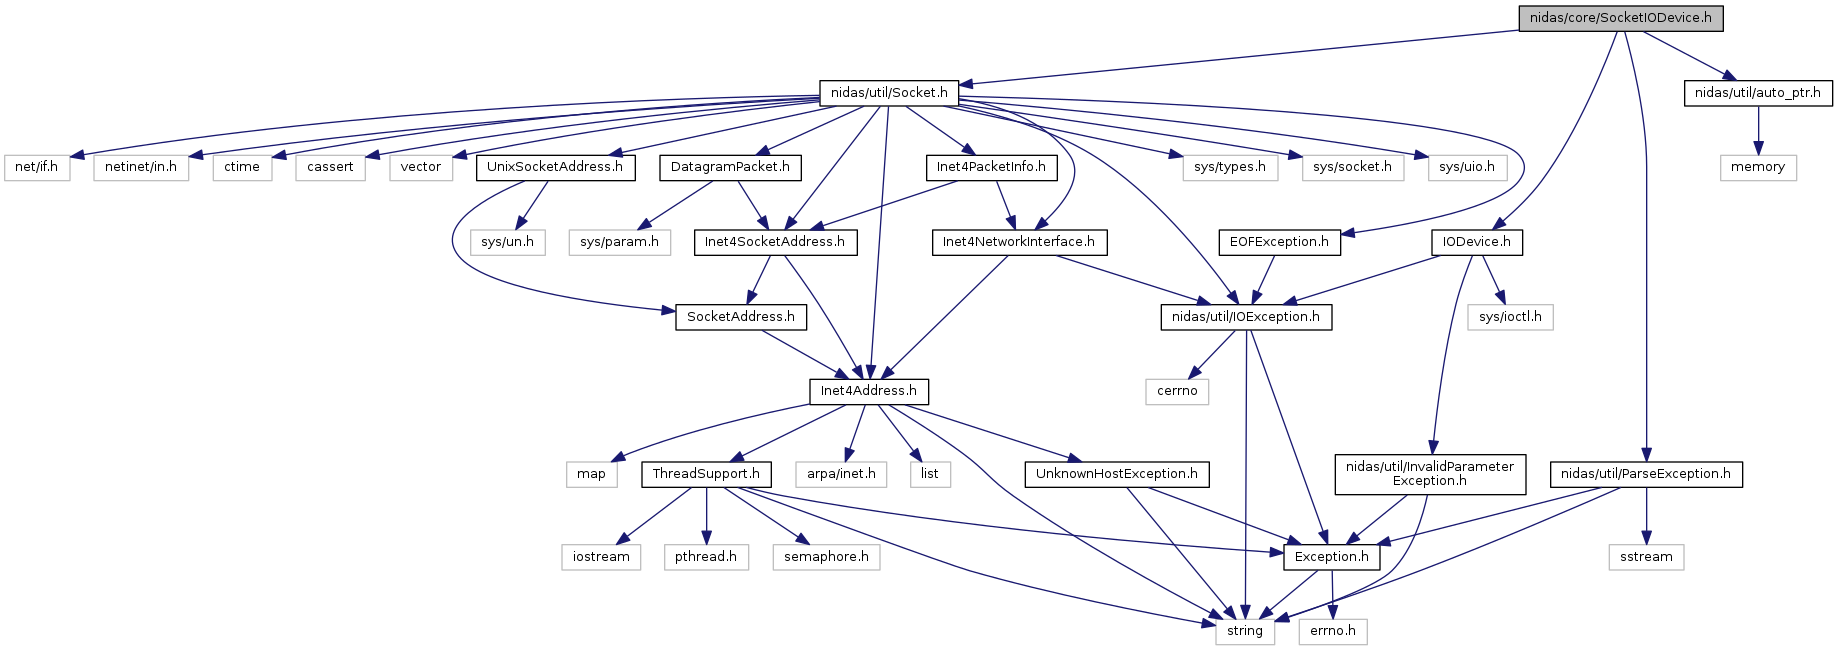 nidas/core/SocketIODevice.h
nidas/util/Socket.h
nidas/util/auto_ptr.h
net/if.h
netinet/in.h
ctime
cassert
vector
UnixSocketAddress.h
DatagramPacket.h
Inet4PacketInfo.h
sys/types.h
sys/socket.h
sys/uio.h
memory
sys/un.h
sys/param.h
Inet4SocketAddress.h
Inet4NetworkInterface.h
EOFException.h
IODevice.h
SocketAddress.h
nidas/util/IOException.h
sys/ioctl.h
Inet4Address.h
cerrno
map
ThreadSupport.h
arpa/inet.h
list
UnknownHostException.h
nidas/util/InvalidParameter
Exception.h
nidas/util/ParseException.h
iostream
pthread.h
semaphore.h
Exception.h
sstream
string
errno.h